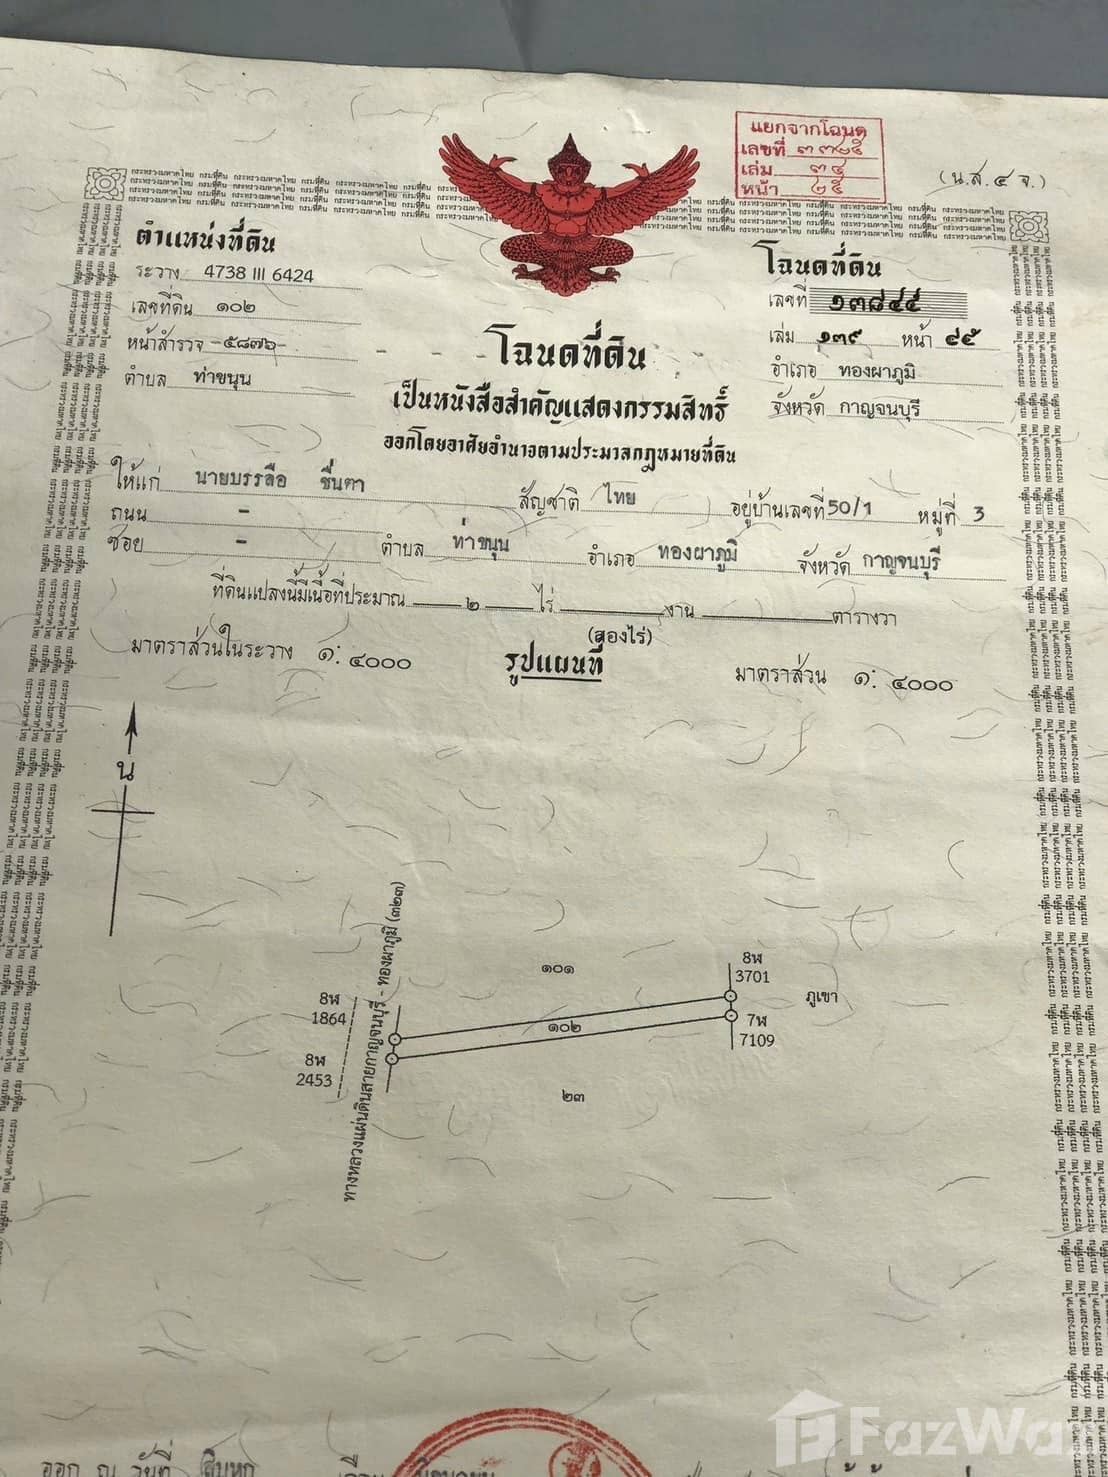 แยกจากโฉนด
เลขที่ ๓๓๒๕
เล่ม ๓๔
หน้า ๒๕
(น.ส.๔ จ.)
ตำแหน่งที่ดิน
ระวาง 4738 III 6424
เลขที่ดิน ๑๐๒
หน้าสำรวจ -๕๘๗๖-
ตำบล ท่าขนุน
โฉนดที่ดิน
เลขที่ ๑๓๘๔๕
เล่ม ๑๓๙ หน้า ๔๕
อำเภอ ทองผาภูมิ
จังหวัด กาญจนบุรี
โฉนดที่ดิน
เป็นหนังสือสำคัญแสดงกรรมสิทธิ์
ออกโดยอาศัยอำนาจตามประมวลกฎหมายที่ดิน
ให้แก่ นายบรรลือ ชื่นตา สัญชาติ ไทย อยู่บ้านเลขที่ 50/1 หมู่ที่ 3
ถนน -
ซอย - ตำบล ท่าขนุน อำเภอ ทองผาภูมิ จังหวัด กาญจนบุรี
ที่ดินแปลงนี้มีเนื้อที่ประมาณ ๒ ไร่ งาน ตารางวา
(สองไร่)
มาตราส่วนในระวาง ๑: ๔๐๐๐ รูปแผนที่ มาตราส่วน ๑: ๔๐๐๐
น
ทางหลวงแผ่นดินสายกาญจนบุรี - ทองผาภูมิ (๓๒๓)
๑๐๑
8ฬ
3701
ภูเขา
8ฬ
1864
๑๐๒
7ฬ
7109
8ฬ
2453
๒๓
ออก ณ วันที่
FazWa